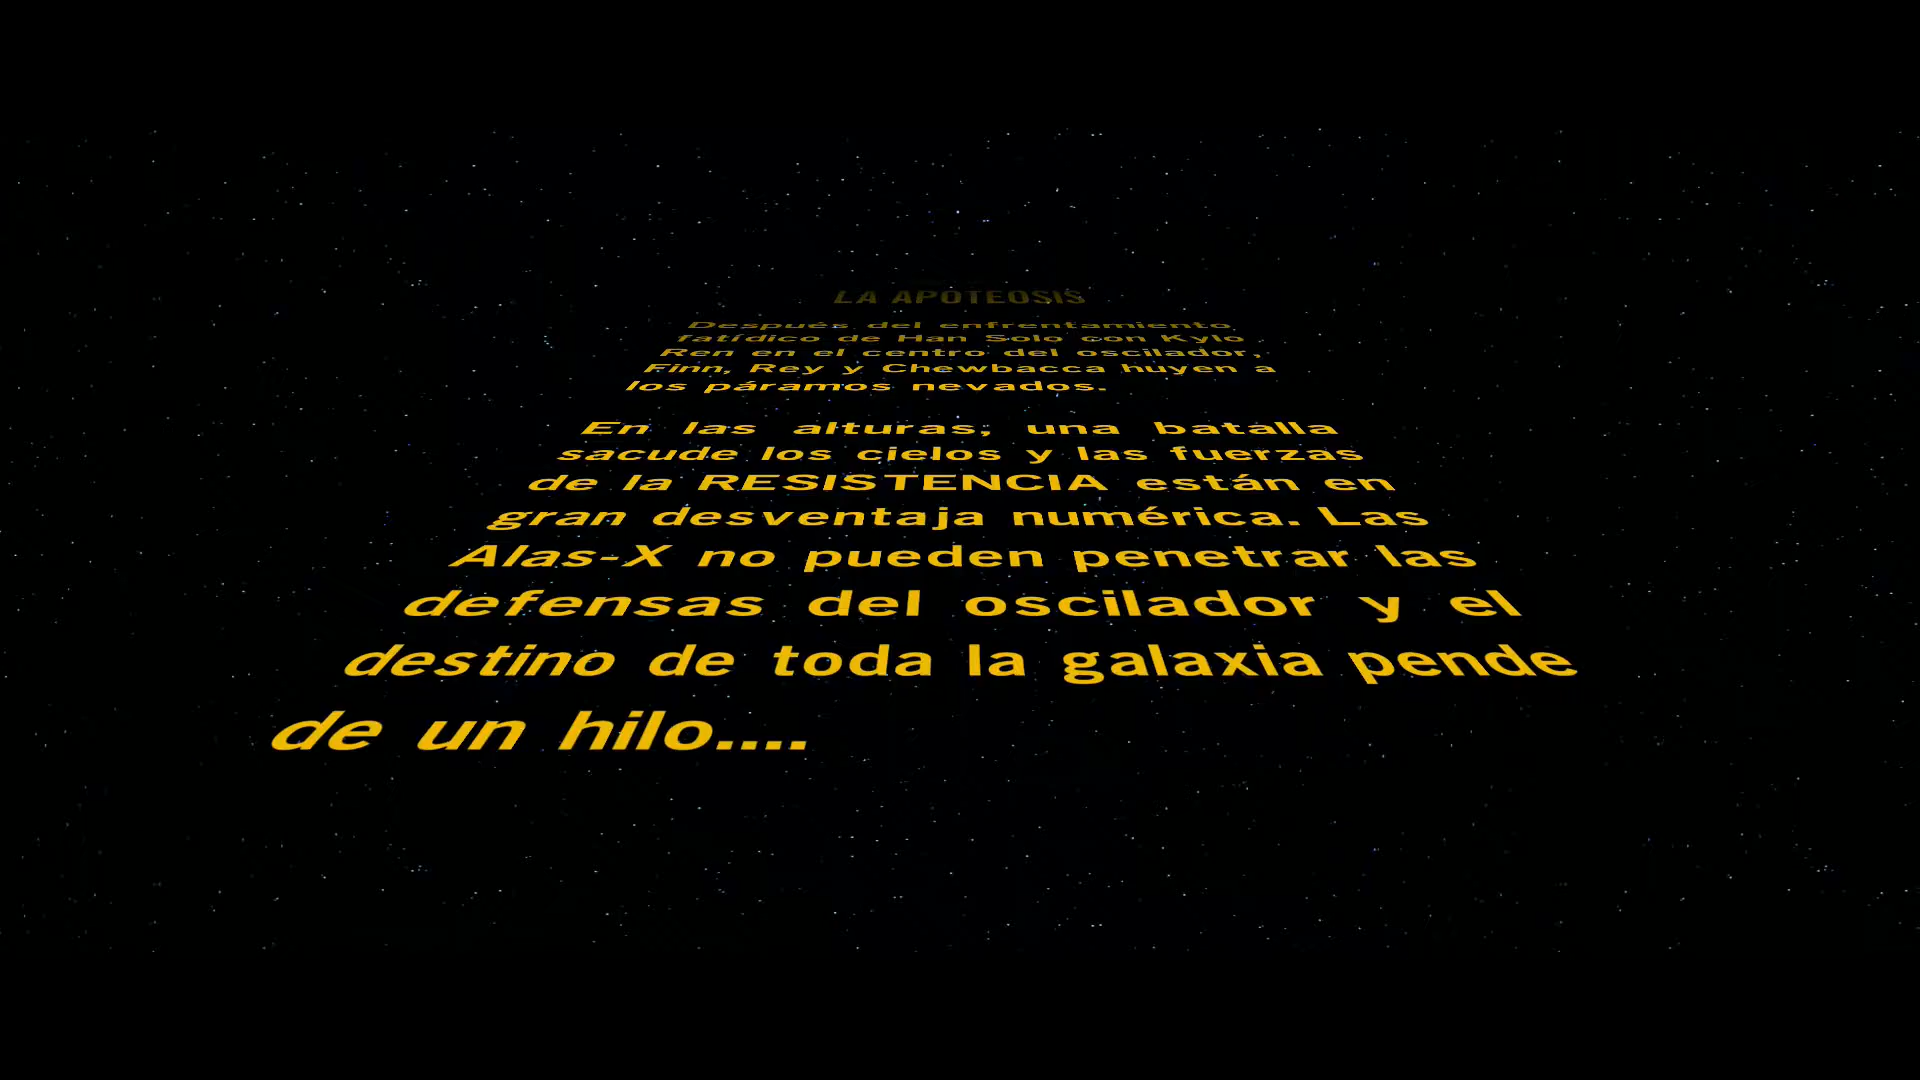 LA APOTEOSIS
Después del enfrentamiento
fatídico de Han Solo con Kylo
Ren en el centro del oscilador,
Finn, Rey y Chewbacca huyen a
los páramos nevados.
En las alturas, una batalla
sacude los cielos y las fuerzas
de la RESISTENCIA están en
gran desventaja numérica. Las
Alas-X no pueden penetrar las
defensas del oscilador y el
destino de toda la galaxia pende
de un hilo....